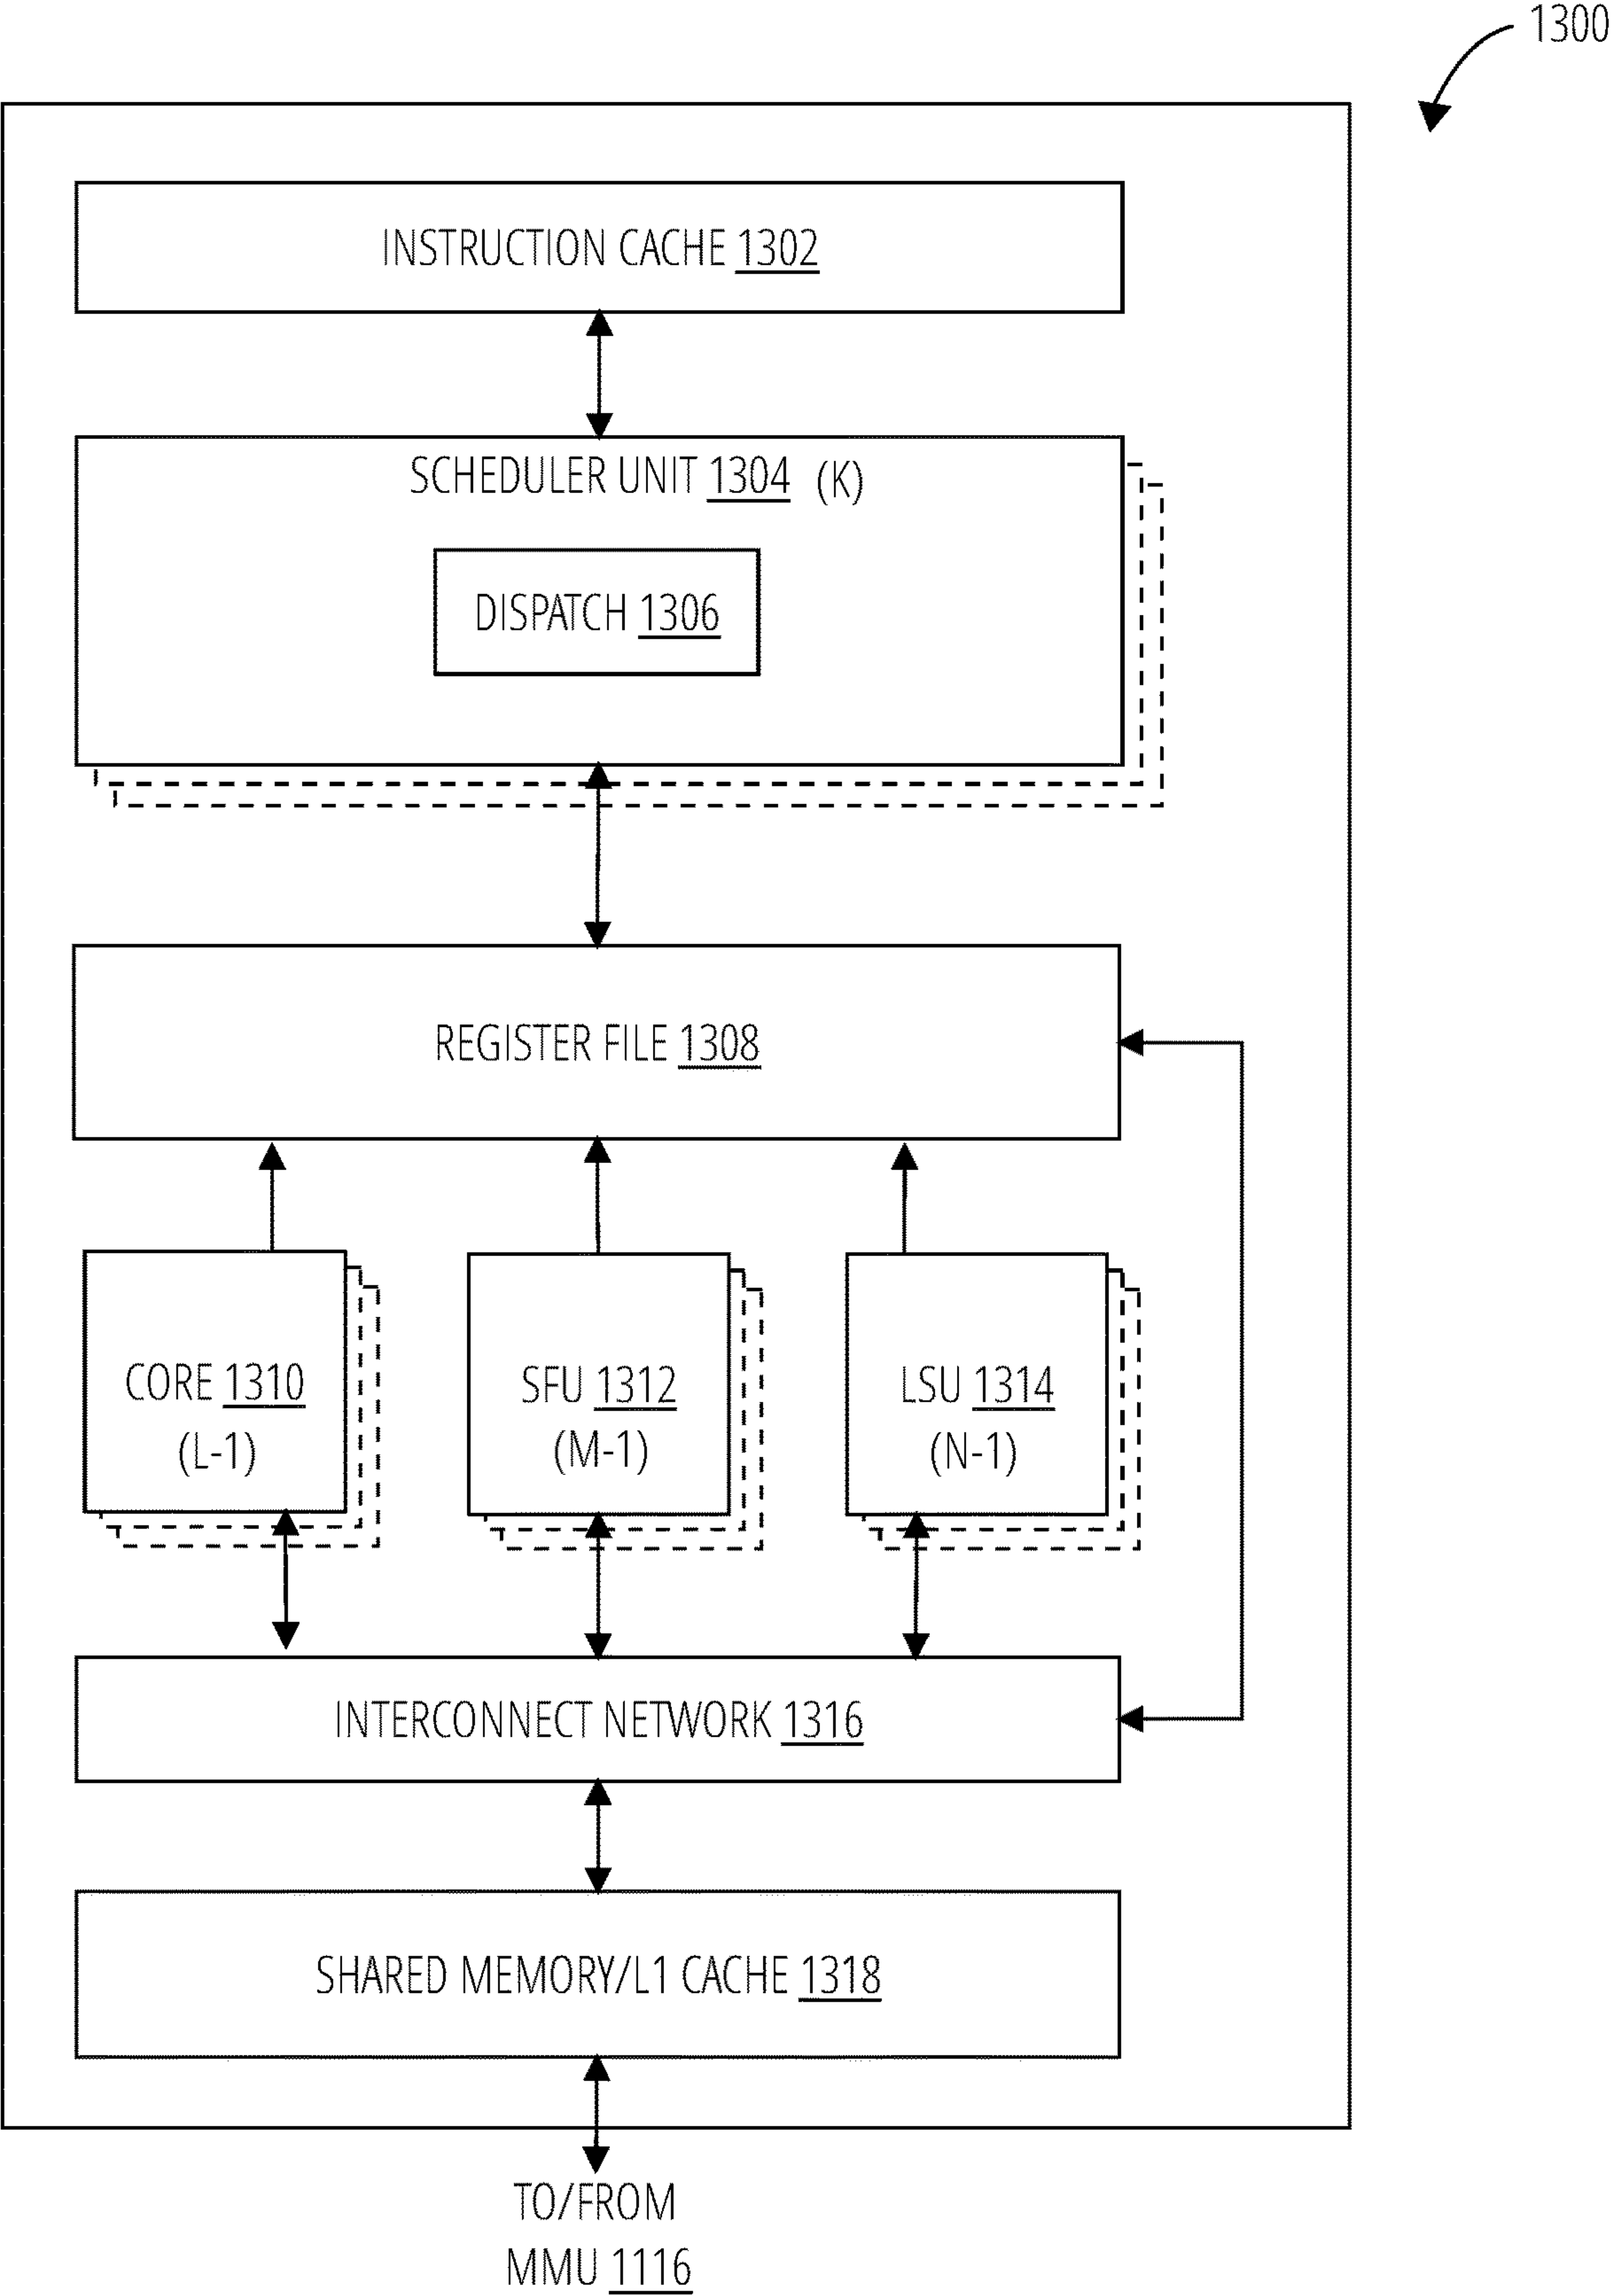 1300
INSTRUCTION CACHE 1302
SCHEDULER UNIT 1304 (K)
DISPATCH 1306
REGISTER FILE 1308
CORE 1310
(L-1)
SFU 1312
(M-1)
LSU 1314
(N-1)
INTERCONNECT NETWORK 1316
SHARED MEMORY/L1 CACHE 1318
TO/FROM
MMU 1116